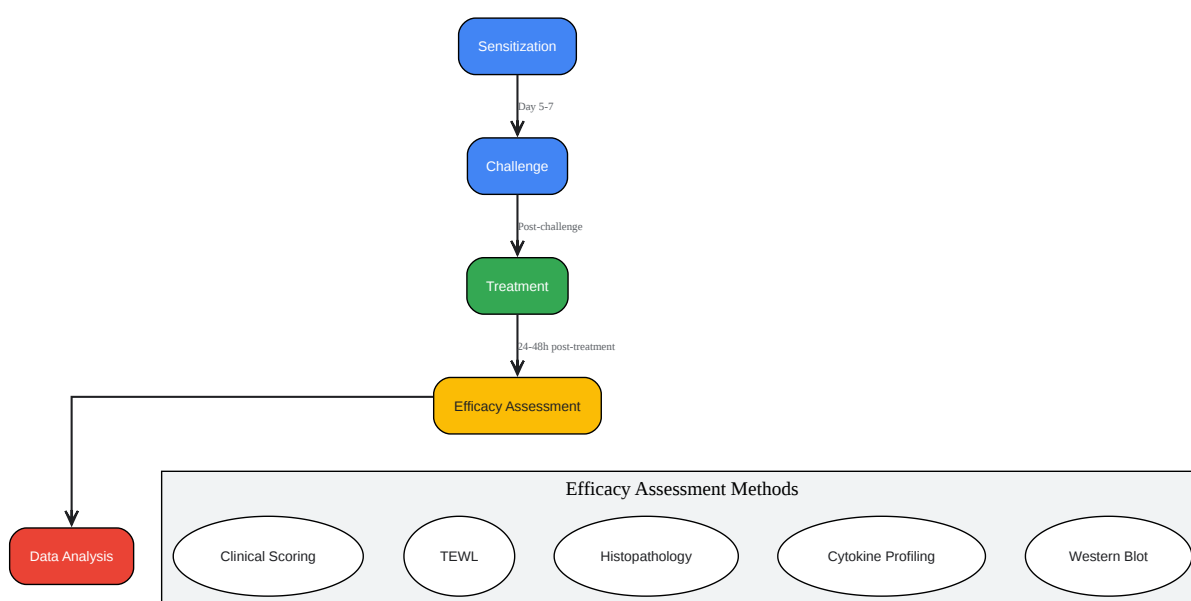 Sensitization
Day 5-7
Challenge
Post-challenge
Treatment
24-48h post-treatment
Efficacy Assessment
Efficacy Assessment Methods
Data Analysis
Clinical Scoring
TEWL
Histopathology
Cytokine Profiling
Western Blot